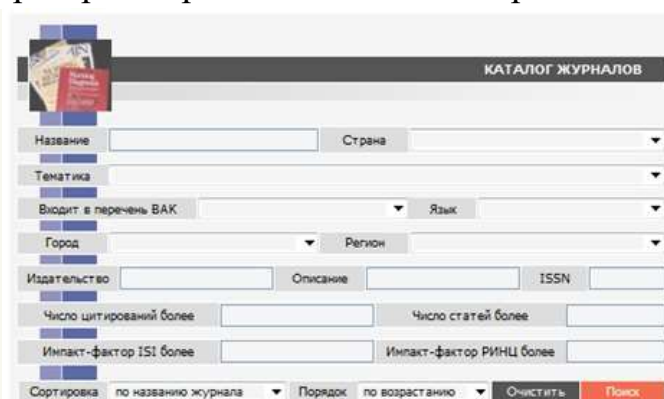 КАТАЛОГ ЖУРНАЛОВ
Название Страна
Тематика
Входит в перечень ВАК Язык
Город Регион
Издательство Описание ISSN
Число цитирований более Число статей более
Импакт-фактор ISI более Импакт-фактор РИНЦ более
Сортировка по названию журнала Порядок по возрастанию Очистить Поиск